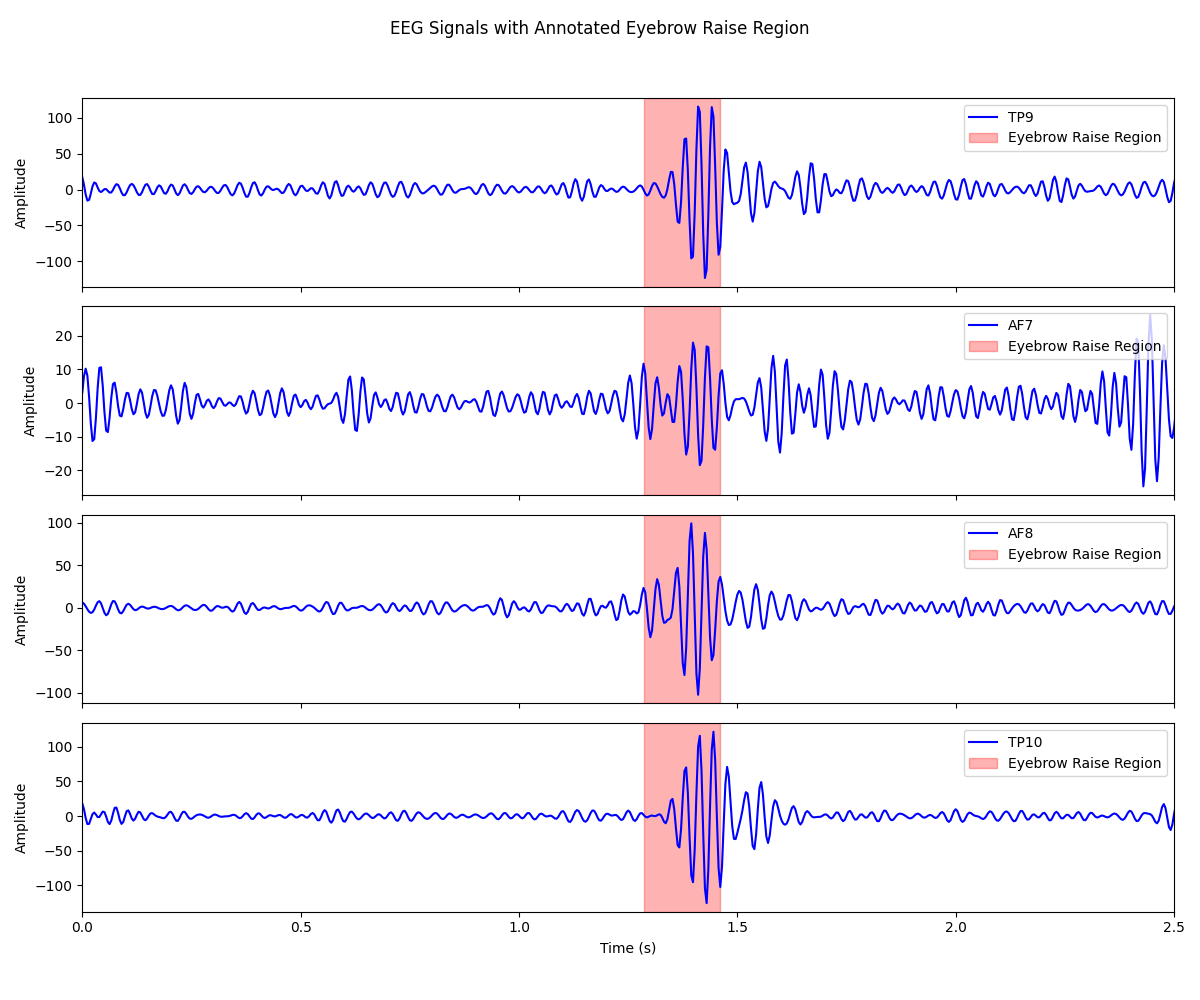 EEG Signals with Annotated Eyebrow Raise Region
100
50
0
−50
−100
Amplitude
TP9
Eyebrow Raise Region
20
10
0
−10
−20
Amplitude
AF7
Eyebrow Raise Region
100
50
0
−50
−100
Amplitude
AF8
Eyebrow Raise Region
100
50
0
−50
−100
Amplitude
TP10
Eyebrow Raise Region
0.0 0.5 1.0 1.5 2.0 2.5
Time (s)